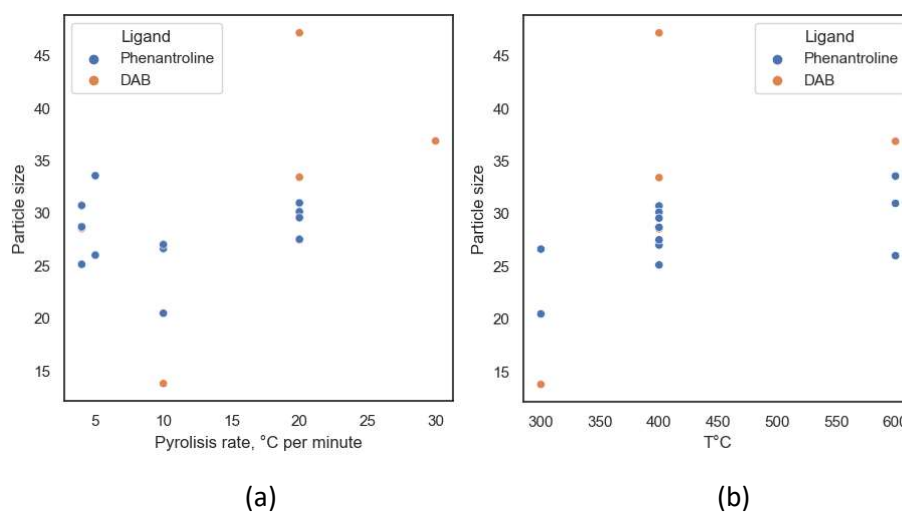 Ligand
Phenantroline
DAB
45
40
35
30
25
20
15
Particle size
5
10
15
20
25
30
Pyrolisis rate, °C per minute
(a)
Ligand
Phenantroline
DAB
45
40
35
30
25
20
15
Particle size
300
350
400
450
500
550
600
T°C
(b)